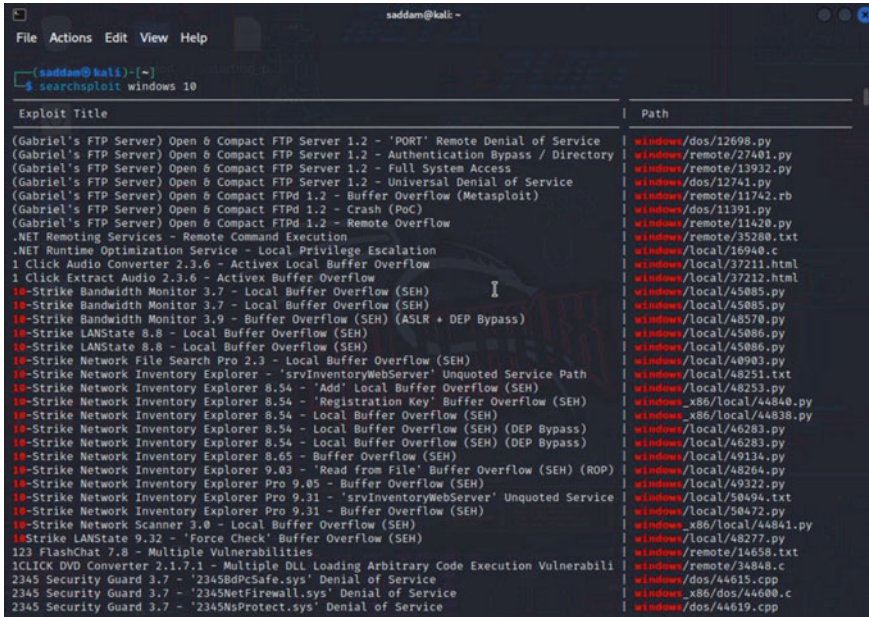 saddam@kali: ~
File Actions Edit View Help
(saddam㉿kali)-[~]
$ searchsploit windows 10
Exploit Title | Path
(Gabriel's FTP Server) Open & Compact FTP Server 1.2 - 'PORT' Remote Denial of Service | windows/dos/12698.py
(Gabriel's FTP Server) Open & Compact FTP Server 1.2 - Authentication Bypass / Directory | windows/remote/27401.py
(Gabriel's FTP Server) Open & Compact FTP Server 1.2 - Full System Access | windows/remote/13932.py
(Gabriel's FTP Server) Open & Compact FTP Server 1.2 - Universal Denial of Service | windows/dos/12741.py
(Gabriel's FTP Server) Open & Compact FTPd 1.2 - Buffer Overflow (Metasploit) | windows/remote/11742.rb
(Gabriel's FTP Server) Open & Compact FTPd 1.2 - Crash (PoC) | windows/dos/11391.py
(Gabriel's FTP Server) Open & Compact FTPd 1.2 - Remote Overflow | windows/remote/11420.py
.NET Remoting Services - Remote Command Execution | windows/remote/35280.txt
.NET Runtime Optimization Service - Local Privilege Escalation | windows/local/16940.c
1 Click Audio Converter 2.3.6 - Activex Local Buffer Overflow | windows/local/37211.html
1 Click Extract Audio 2.3.6 - Activex Buffer Overflow | windows/local/37212.html
10-Strike Bandwidth Monitor 3.7 - Local Buffer Overflow (SEH) | windows/local/45085.py
10-Strike Bandwidth Monitor 3.7 - Local Buffer Overflow (SEH) | windows/local/45085.py
10-Strike Bandwidth Monitor 3.9 - Buffer Overflow (SEH) (ASLR + DEP Bypass) | windows/local/48570.py
10-Strike LANState 8.8 - Local Buffer Overflow (SEH) | windows/local/45086.py
10-Strike LANState 8.8 - Local Buffer Overflow (SEH) | windows/local/45086.py
10-Strike Network File Search Pro 2.3 - Local Buffer Overflow (SEH) | windows/local/40903.py
10-Strike Network Inventory Explorer - 'srvInventoryWebServer' Unquoted Service Path | windows/local/48251.txt
10-Strike Network Inventory Explorer 8.54 - 'Add' Local Buffer Overflow (SEH) | windows/local/48253.py
10-Strike Network Inventory Explorer 8.54 - 'Registration Key' Buffer Overflow (SEH) | windows_x86/local/44840.py
10-Strike Network Inventory Explorer 8.54 - Local Buffer Overflow (SEH) | windows_x86/local/44838.py
10-Strike Network Inventory Explorer 8.54 - Local Buffer Overflow (SEH) (DEP Bypass) | windows/local/46283.py
10-Strike Network Inventory Explorer 8.54 - Local Buffer Overflow (SEH) (DEP Bypass) | windows/local/46283.py
10-Strike Network Inventory Explorer 8.65 - Buffer Overflow (SEH) | windows/local/49134.py
10-Strike Network Inventory Explorer 9.03 - 'Read from File' Buffer Overflow (SEH) (ROP) | windows/local/48264.py
10-Strike Network Inventory Explorer Pro 9.05 - Buffer Overflow (SEH) | windows/local/49322.py
10-Strike Network Inventory Explorer Pro 9.31 - 'srvInventoryWebServer' Unquoted Service | windows/local/50494.txt
10-Strike Network Inventory Explorer Pro 9.31 - Buffer Overflow (SEH) | windows/local/50472.py
10-Strike Network Scanner 3.0 - Local Buffer Overflow (SEH) | windows_x86/local/44841.py
10Strike LANState 9.32 - 'Force Check' Buffer Overflow (SEH) | windows/local/48277.py
123 FlashChat 7.8 - Multiple Vulnerabilities | windows/remote/14658.txt
1CLICK DVD Converter 2.1.7.1 - Multiple DLL Loading Arbitrary Code Execution Vulnerabili | windows/remote/34848.c
2345 Security Guard 3.7 - '2345BdPcSafe.sys' Denial of Service | windows/dos/44615.cpp
2345 Security Guard 3.7 - '2345NetFirewall.sys' Denial of Service | windows_x86/dos/44600.c
2345 Security Guard 3.7 - '2345NsProtect.sys' Denial of Service | windows/dos/44619.cpp